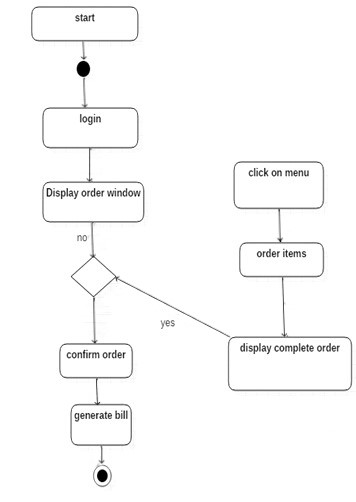 start
login
Display order window
no
click on menu
order items
yes
display complete order
confirm order
generate bill